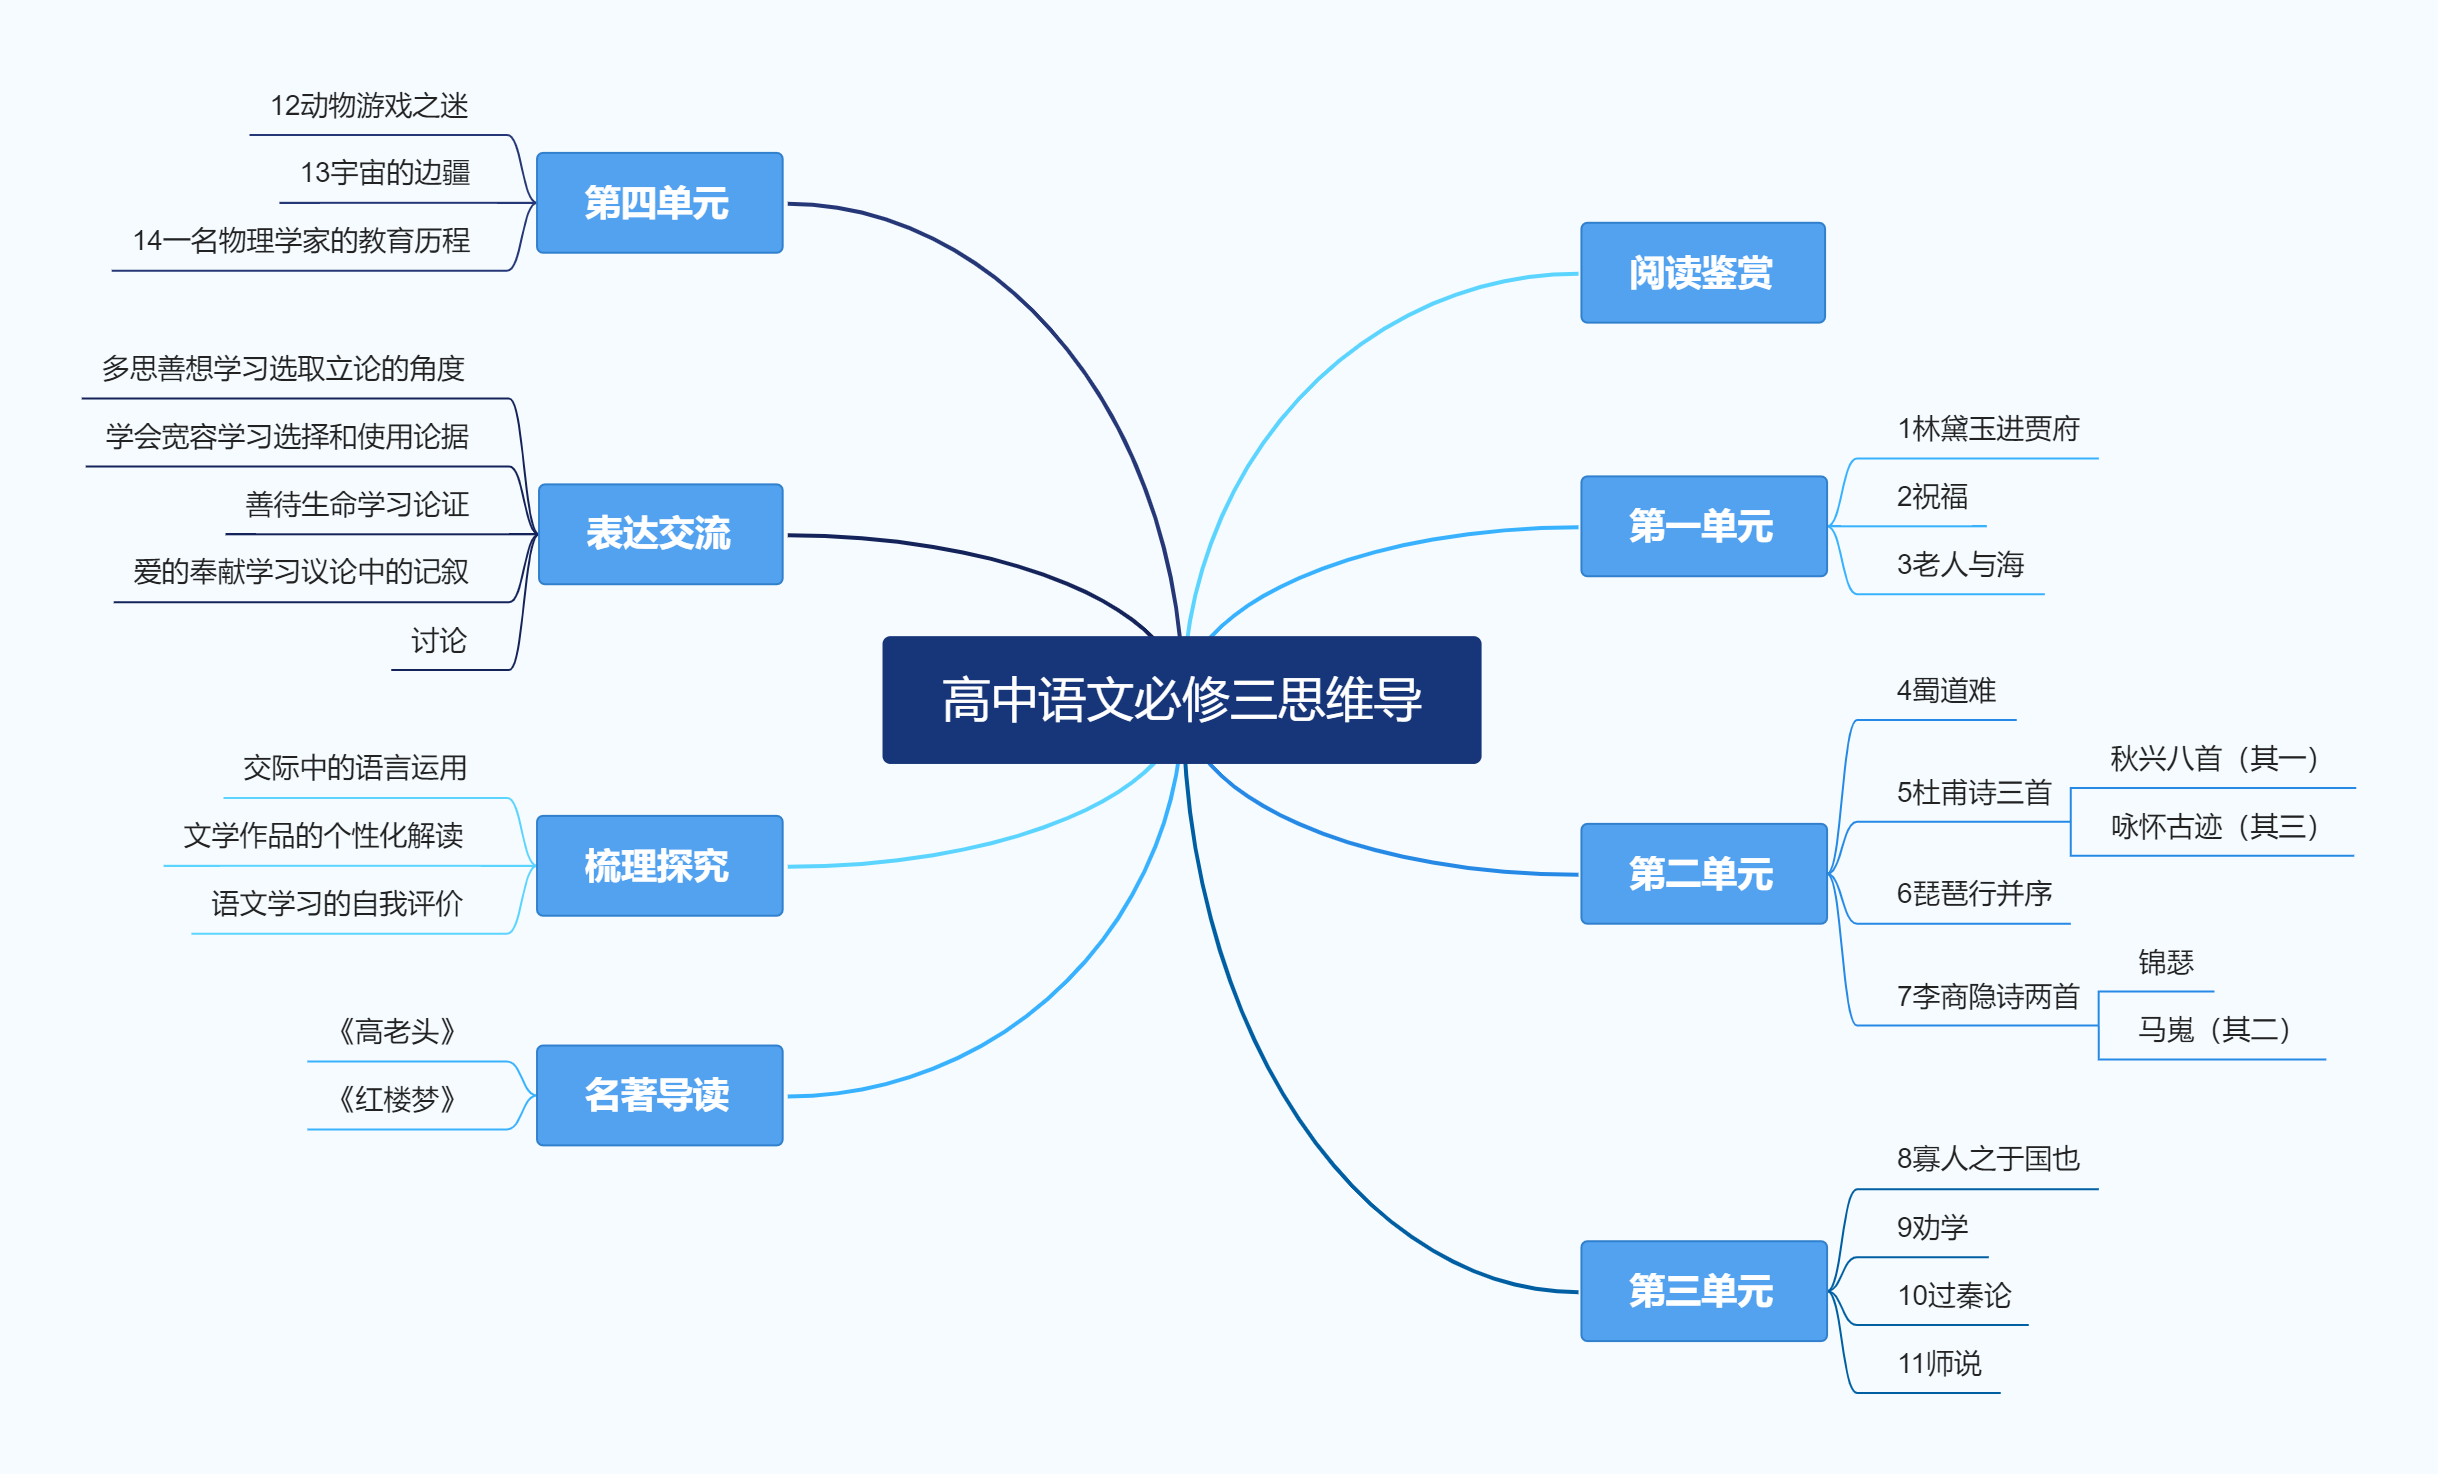 高中语文必修三思维导
阅读鉴赏
第一单元
1林黛玉进贾府
2祝福
3老人与海
第二单元
4蜀道难
5杜甫诗三首
秋兴八首（其一）
咏怀古迹（其三）
6琵琶行并序
7李商隐诗两首
锦瑟
马嵬（其二）
第三单元
8寡人之于国也
9劝学
10过秦论
11师说
第四单元
12动物游戏之迷
13宇宙的边疆
14一名物理学家的教育历程
表达交流
多思善想学习选取立论的角度
学会宽容学习选择和使用论据
善待生命学习论证
爱的奉献学习议论中的记叙
讨论
梳理探究
交际中的语言运用
文学作品的个性化解读
语文学习的自我评价
名著导读
《高老头》
《红楼梦》